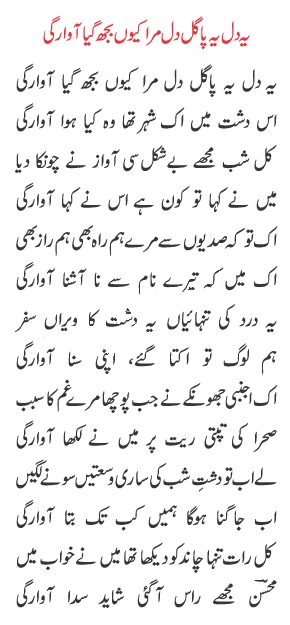 یہ دل یہ پاگل دل مرا کیوں بجھ گیا آوارگی
یہ دل یہ پاگل دل مرا کیوں بجھ گیا آوارگی
اس دشت میں اک شہر تھا وہ کیا ہوا آوارگی
کل شب مجھے بے شکل سی آواز نے چونکا دیا
میں نے کہا تو کون ہے اس نے کہا آوارگی
اک تو کہ صدیوں سے مرے ہم راہ بھی ہم راز بھی
اک میں کہ تیرے نام سے نا آشنا آوارگی
یہ درد کی تنہائیاں یہ دشت کا ویراں سفر
ہم لوگ تو اکتا گئے، اپنی سنا آوارگی
اک اجنبی جھونکے نے جب پوچھا مرے غم کا سبب
صحرا کی تپتی ریت پر میں نے لکھا آوارگی
لے اب تو دشت شب کی ساری وسعتیں سونے لگیں
اب جاگنا ہوگا ہمیں کب تک بتا آوارگی
کل رات تنہا چاند کو دیکھا تھا میں نے خواب میں
محسنؔ مجھے راس آگئی شاید سدا آوارگی